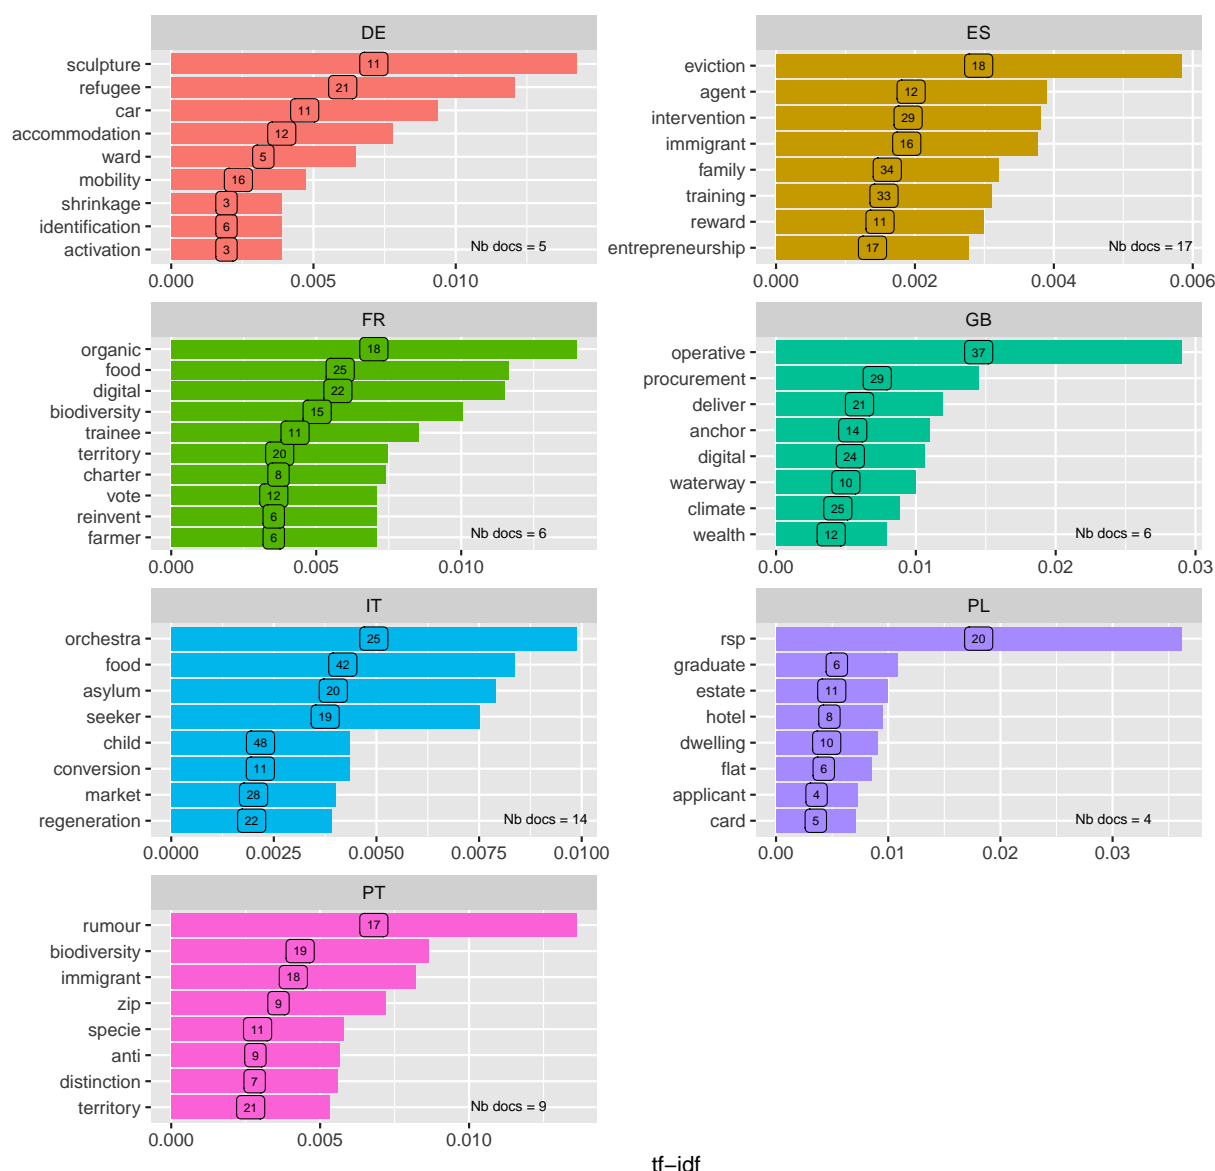 DE
sculpture 11
refugee 21
car 11
accommodation 12
ward 5
mobility 16
shrinkage 3
identification 6
activation 3
Nb docs = 5
0.000 0.005 0.010
ES
eviction 18
agent 12
intervention 29
immigrant 16
family 34
training 33
reward 11
entrepreneurship 17
Nb docs = 17
0.000 0.002 0.004 0.006
FR
organic 18
food 25
digital 22
biodiversity 15
trainee 11
territory 20
charter 8
vote 12
reinvent 6
farmer 6
Nb docs = 6
0.000 0.005 0.010
GB
operative 37
procurement 29
deliver 21
anchor 14
digital 24
waterway 10
climate 25
wealth 12
Nb docs = 6
0.00 0.01 0.02 0.03
IT
orchestra 25
food 42
asylum 20
seeker 19
child 48
conversion 11
market 28
regeneration 22
Nb docs = 14
0.0000 0.0025 0.0050 0.0075 0.0100
PL
rsp 20
graduate 6
estate 11
hotel 8
dwelling 10
flat 6
applicant 4
card 5
Nb docs = 4
0.00 0.01 0.02 0.03
PT
rumour 17
biodiversity 19
immigrant 18
zip 9
specie 11
anti 9
distinction 7
territory 21
Nb docs = 9
0.000 0.005 0.010
tf−idf